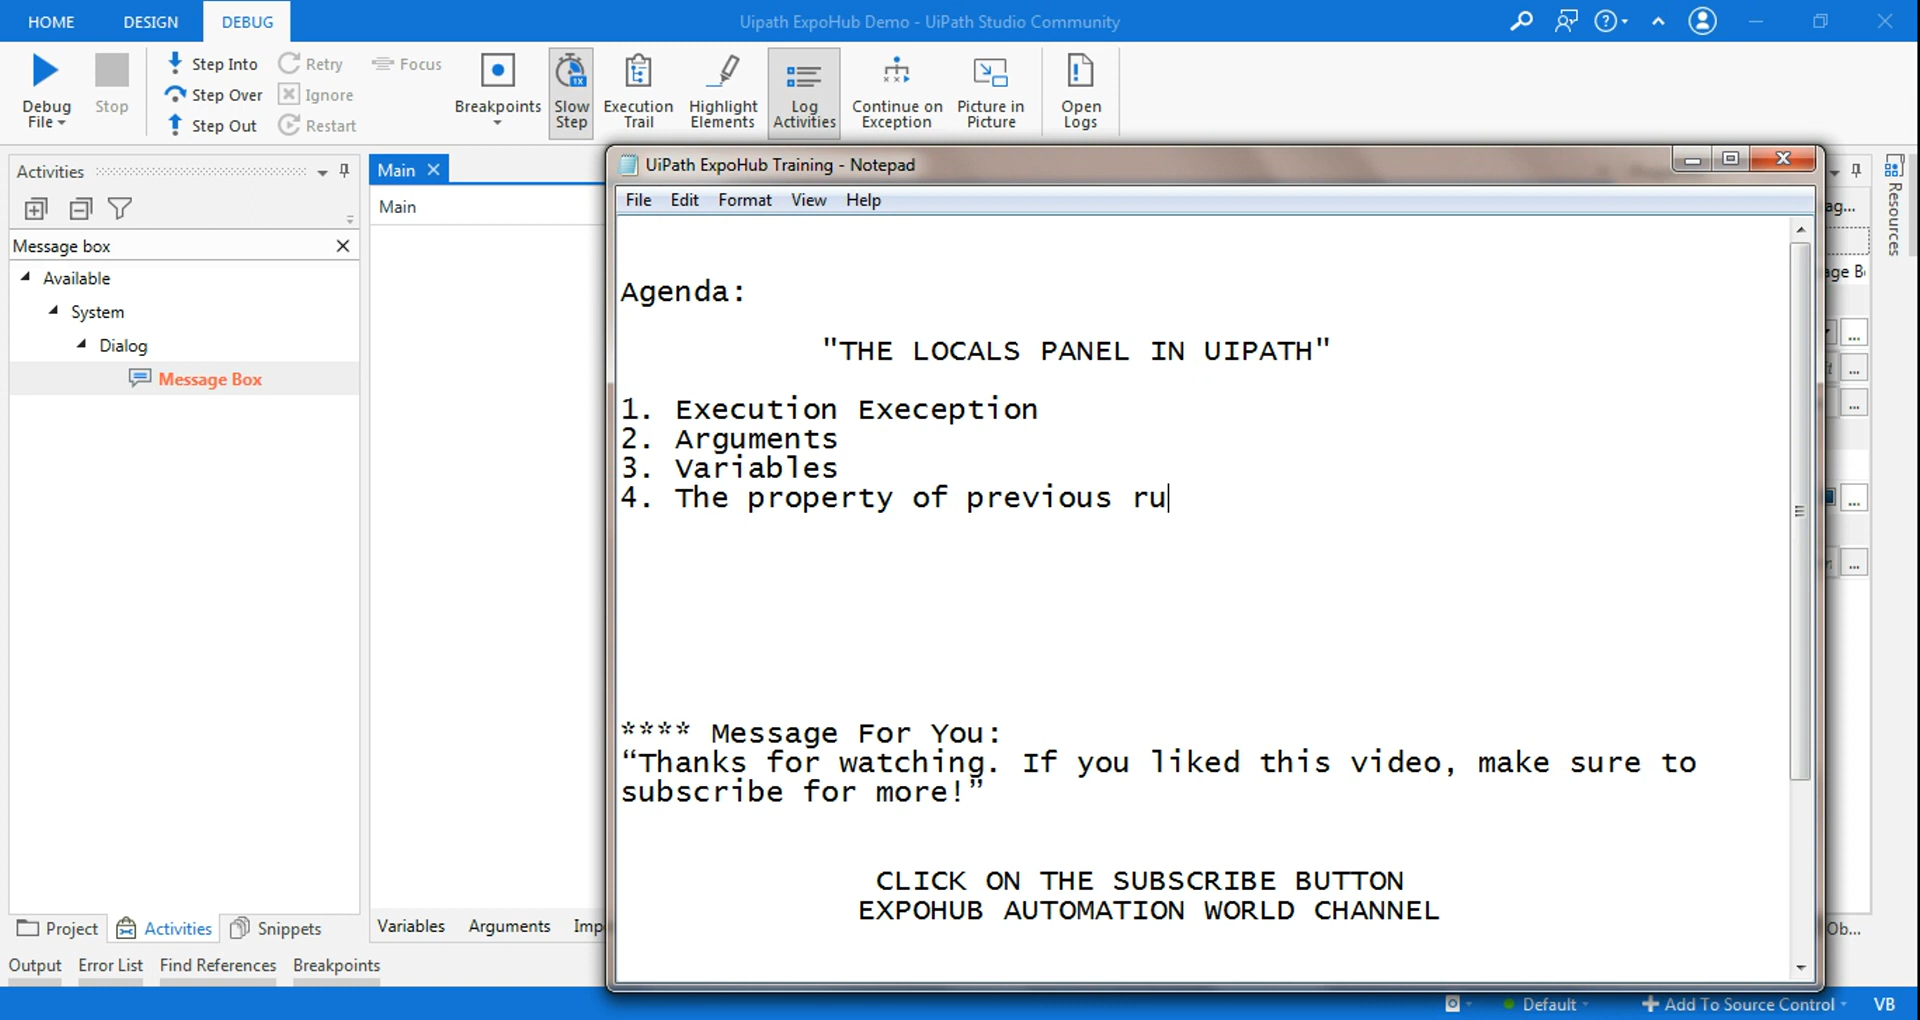 HOME DESIGN DEBUG Uipath ExpoHub Demo - UiPath Studio Community
Debug File
Stop
Step Into
Step Over
Step Out
Retry
Ignore
Restart
Focus
Breakpoints
Slow Step
Execution Trail
Highlight Elements
Log Activities
Continue on Exception
Picture in Picture
Open Logs
Activities
Message box
Available
System
Dialog
Message Box
Main
Main
UiPath ExpoHub Training - Notepad
File Edit Format View Help
Agenda:
"THE LOCALS PANEL IN UIPATH"
1. Execution Exeception
2. Arguments
3. Variables
4. The property of previous ru
**** Message For You:
“Thanks for watching. If you liked this video, make sure to
subscribe for more!”
CLICK ON THE SUBSCRIBE BUTTON
EXPOHUB AUTOMATION WORLD CHANNEL
ag...
age B
Resources
Ob...
Variables Arguments Imp
Project Activities Snippets
Output Error List Find References Breakpoints
Default Add To Source Control VB